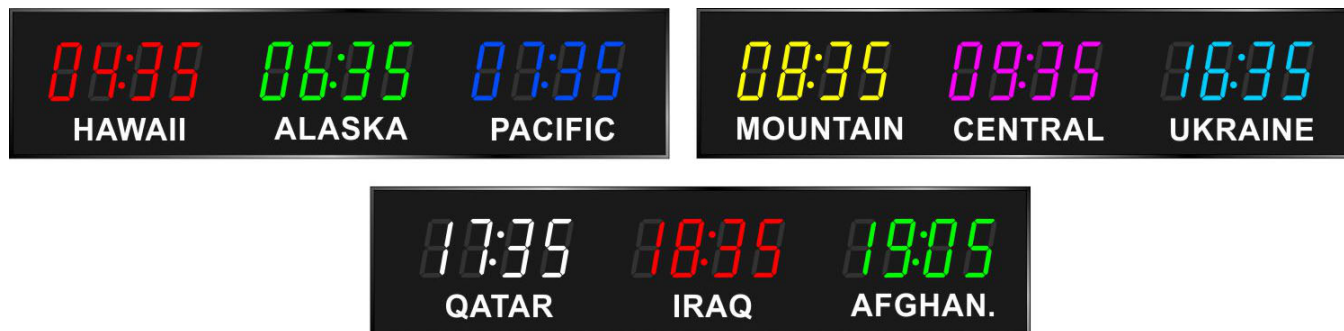 04:35 06:35 07:35
HAWAII ALASKA PACIFIC
08:35 09:35 16:35
MOUNTAIN CENTRAL UKRAINE
17:35 18:35 19:05
QATAR IRAQ AFGHAN.